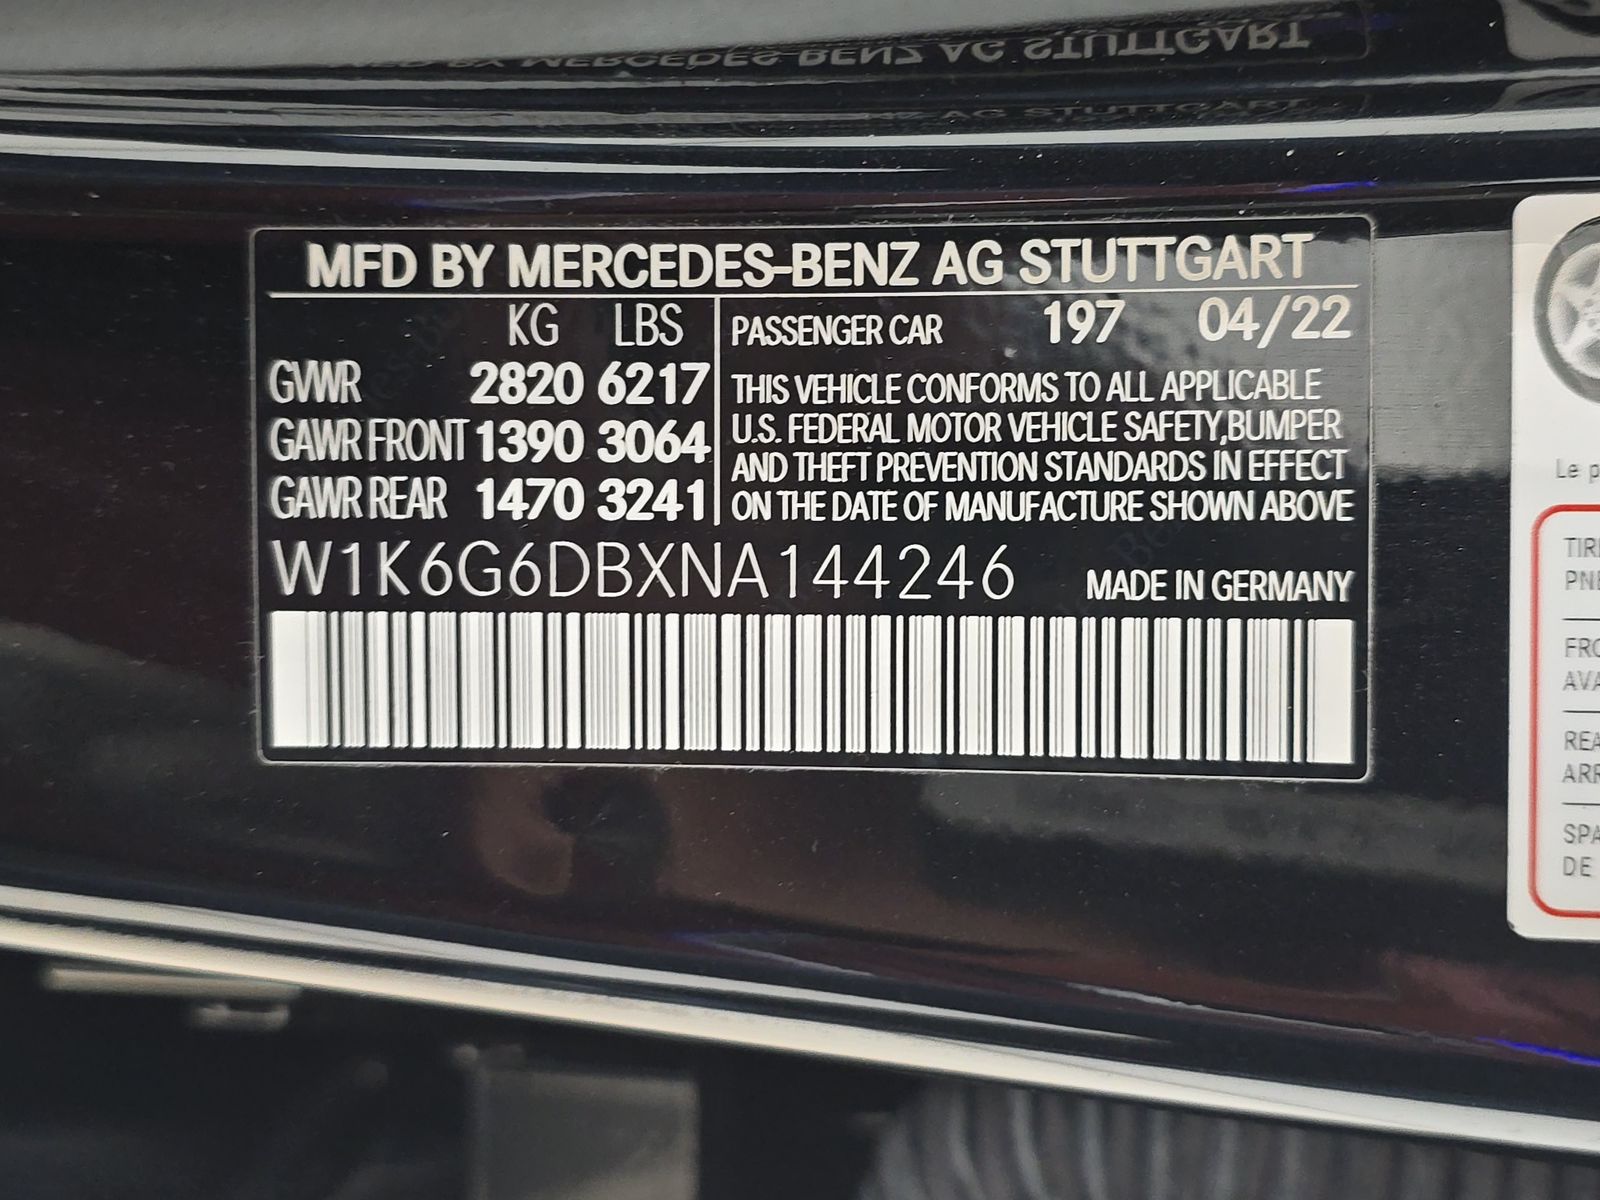 MFD BY MERCEDES-BENZ AG STUTTGART
KG LBS
GVWR 2820 6217
GAWR FRONT 1390 3064
GAWR REAR 1470 3241
PASSENGER CAR 197 04/22
THIS VEHICLE CONFORMS TO ALL APPLICABLE
U.S. FEDERAL MOTOR VEHICLE SAFETY,BUMPER
AND THEFT PREVENTION STANDARDS IN EFFECT
ON THE DATE OF MANUFACTURE SHOWN ABOVE
W1K6G6DBXNA144246 MADE IN GERMANY
Le
DE